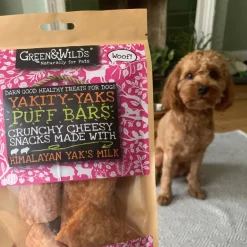 GREEN&WILDS
Naturally for Pets
Woof!
DARN GOOD HEALTHY TREATS FOR DOGS
YAKITY-YAKS
PUFF BARS
CRUNCHY CHEESY
SNACKS MADE WITH
HIMALAYAN YAK'S MILK